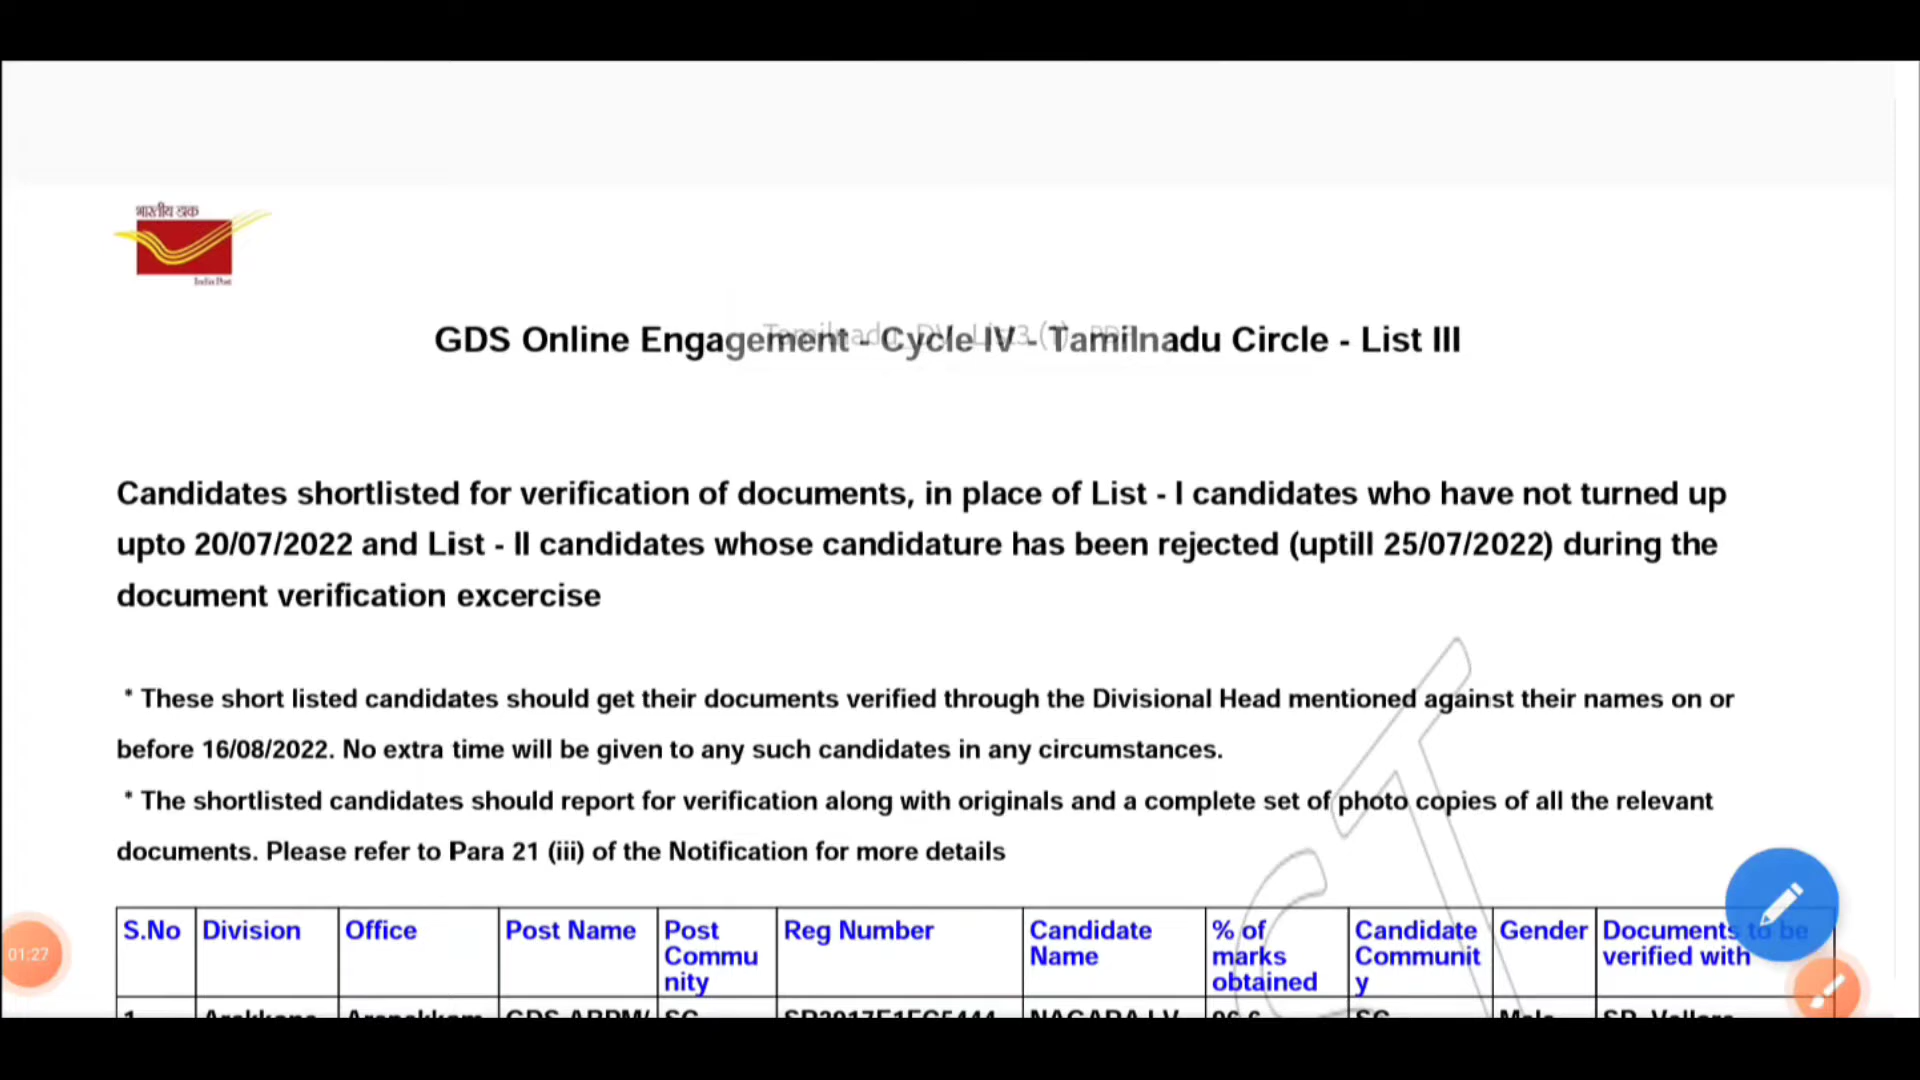 भारतीय डाक
India Post
GDS Online Engagement - Cycle IV - Tamilnadu Circle - List III
Candidates shortlisted for verification of documents, in place of List - I candidates who have not turned up
upto 20/07/2022 and List - II candidates whose candidature has been rejected (uptill 25/07/2022) during the
document verification excercise
* These short listed candidates should get their documents verified through the Divisional Head mentioned against their names on or
before 16/08/2022. No extra time will be given to any such candidates in any circumstances.
* The shortlisted candidates should report for verification along with originals and a complete set of photo copies of all the relevant
documents. Please refer to Para 21 (iii) of the Notification for more details
S.No Division Office Post Name Post Reg Number Candidate % of Candidate Gender Documents to be
Commu Name marks Communit verified with
nity obtained y
01:27